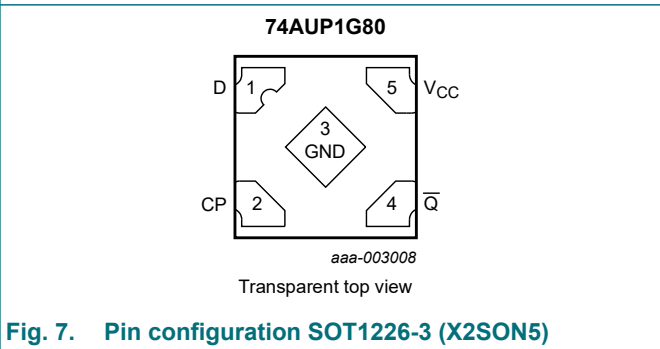 74AUP1G80
D 1 5 VCC
3
GND
CP 2 4 Q̅
aaa-003008
Transparent top view
Fig. 7. Pin configuration SOT1226-3 (X2SON5)